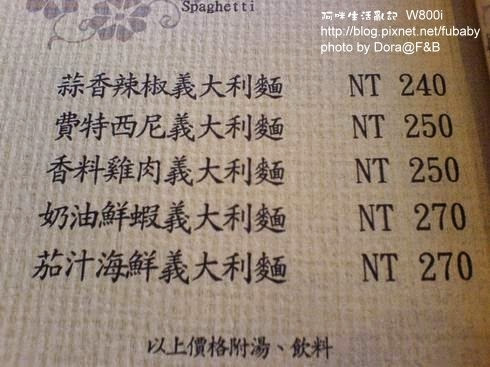 Spaghetti
阿咪生活亂記 W800i
http://blog.pixnet.net/fubaby
photo by Dora@F&B
蒜香辣椒義大利麵 NT 240
費特西尼義大利麵 NT 250
香料雞肉義大利麵 NT 250
奶油鮮蝦義大利麵 NT 270
茄汁海鮮義大利麵 NT 270
以上價格附湯、飲料